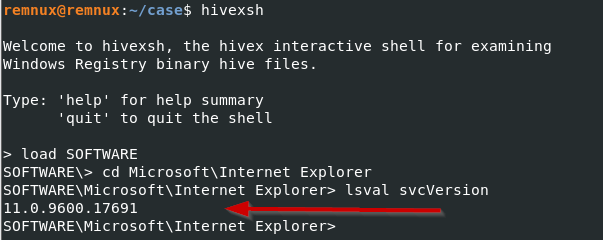 remnux@remnux:~/case$ hivexsh
Welcome to hivexsh, the hivex interactive shell for examining
Windows Registry binary hive files.
Type: 'help' for help summary
      'quit' to quit the shell
> load SOFTWARE
SOFTWARE\> cd Microsoft\Internet Explorer
SOFTWARE\Microsoft\Internet Explorer> lsval svcVersion
11.0.9600.17691
SOFTWARE\Microsoft\Internet Explorer>